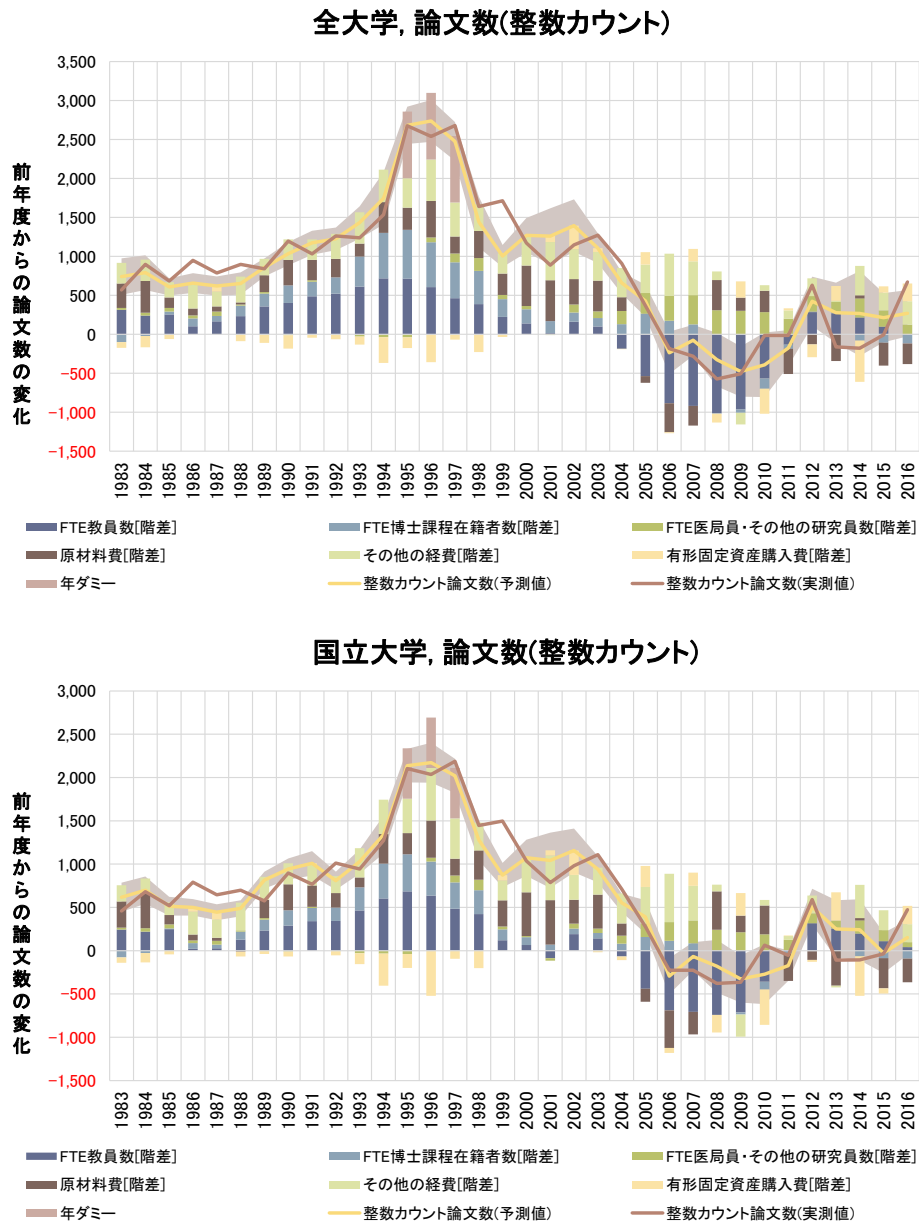 全大学, 論文数(整数カウント)
前年度からの論文数の変化
3,500
3,000
2,500
2,000
1,500
1,000
500
0
−500
−1,000
−1,500
1983 1984 1985 1986 1987 1988 1989 1990 1991 1992 1993 1994 1995 1996 1997 1998 1999 2000 2001 2002 2003 2004 2005 2006 2007 2008 2009 2010 2011 2012 2013 2014 2015 2016
FTE教員数[階差] FTE博士課程在籍者数[階差] FTE医局員・その他の研究員数[階差]
原材料費[階差] その他の経費[階差] 有形固定資産購入費[階差]
年ダミー 整数カウント論文数(予測値) 整数カウント論文数(実測値)
国立大学, 論文数(整数カウント)
前年度からの論文数の変化
3,000
2,500
2,000
1,500
1,000
500
0
−500
−1,000
−1,500
1983 1984 1985 1986 1987 1988 1989 1990 1991 1992 1993 1994 1995 1996 1997 1998 1999 2000 2001 2002 2003 2004 2005 2006 2007 2008 2009 2010 2011 2012 2013 2014 2015 2016
FTE教員数[階差] FTE博士課程在籍者数[階差] FTE医局員・その他の研究員数[階差]
原材料費[階差] その他の経費[階差] 有形固定資産購入費[階差]
年ダミー 整数カウント論文数(予測値) 整数カウント論文数(実測値)